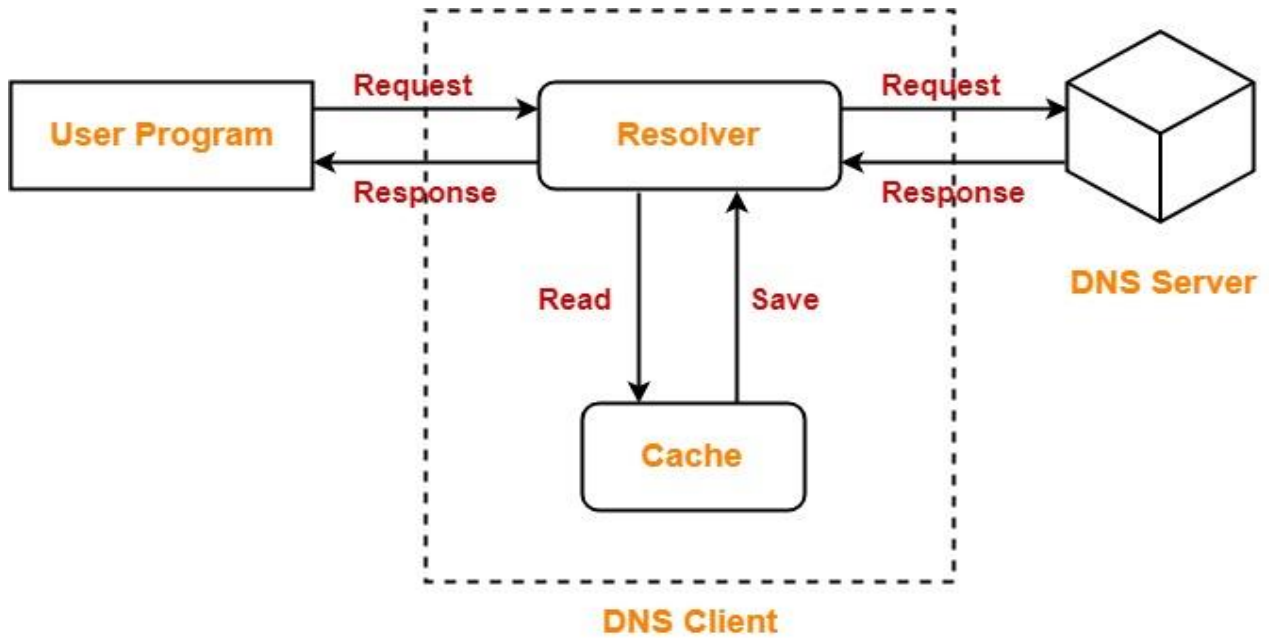 Request
Request
User Program
Resolver
Response
Response
DNS Server
Read
Save
Cache
DNS Client